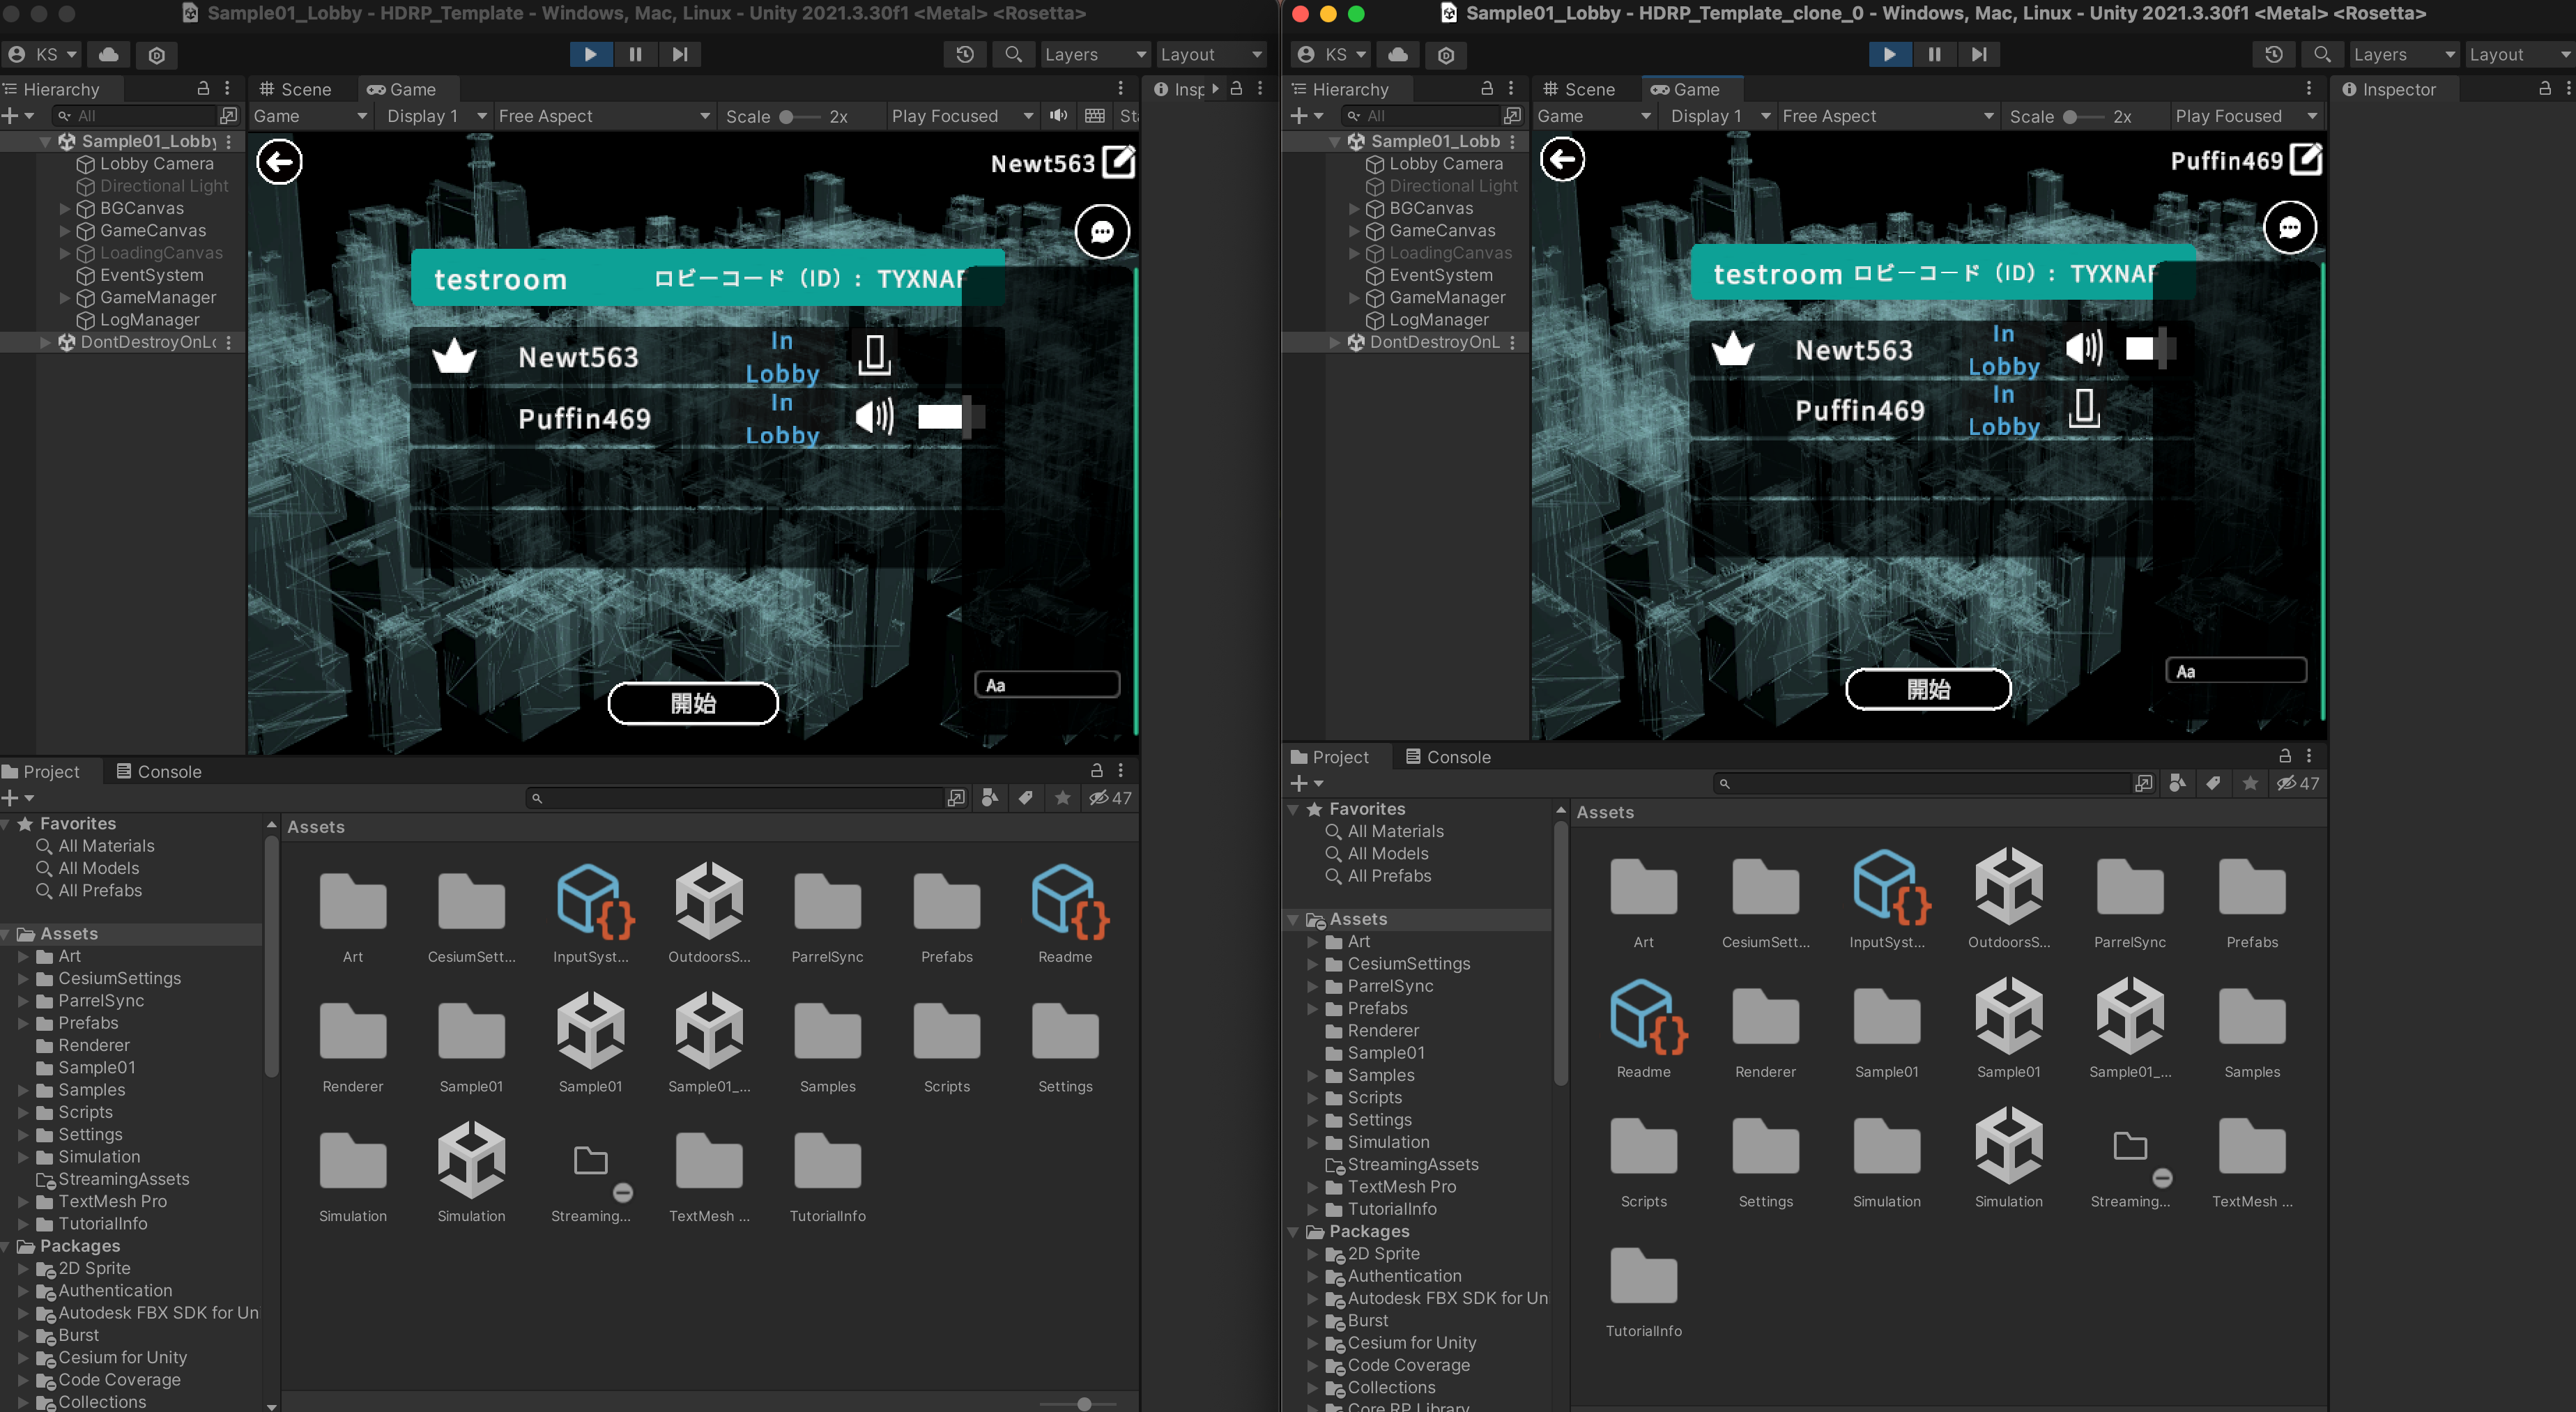 Sample01_Lobby - HDRP_Template - Windows, Mac, Linux - Unity 2021.3.30f1 <Metal> <Rosetta>
KS
Layers
Layout
Hierarchy
Scene
Game
Insp
All
Game
Display 1
Free Aspect
Scale
2x
Play Focused
Sta
Sample01_Lobby
Lobby Camera
Directional Light
BGCanvas
GameCanvas
LoadingCanvas
EventSystem
GameManager
LogManager
DontDestroyOnLo
Newt563
testroom
ロビーコード（ID）: TYXNAF
Newt563
In
Lobby
Puffin469
In
Lobby
Aa
開始
Project
Console
47
Favorites
All Materials
All Models
All Prefabs
Assets
Art
CesiumSettings
ParrelSync
Prefabs
Renderer
Sample01
Samples
Scripts
Settings
Simulation
StreamingAssets
TextMesh Pro
TutorialInfo
Packages
2D Sprite
Authentication
Autodesk FBX SDK for Uni
Burst
Cesium for Unity
Code Coverage
Collections
Assets
Art
CesiumSett...
InputSyst...
OutdoorsS...
ParrelSync
Prefabs
Readme
Renderer
Sample01
Sample01
Sample01_...
Samples
Scripts
Settings
Simulation
Simulation
Streaming...
TextMesh ...
TutorialInfo
Sample01_Lobby - HDRP_Template_clone_0 - Windows, Mac, Linux - Unity 2021.3.30f1 <Metal> <Rosetta>
KS
Layers
Layout
Hierarchy
Scene
Game
Inspector
All
Game
Display 1
Free Aspect
Scale
2x
Play Focused
Sample01_Lobb
Lobby Camera
Directional Light
BGCanvas
GameCanvas
LoadingCanvas
EventSystem
GameManager
LogManager
DontDestroyOnL
Puffin469
testroom
ロビーコード（ID）: TYXNAF
Newt563
In
Lobby
Puffin469
In
Lobby
Aa
開始
Project
Console
47
Favorites
All Materials
All Models
All Prefabs
Assets
Art
CesiumSettings
ParrelSync
Prefabs
Renderer
Sample01
Samples
Scripts
Settings
Simulation
StreamingAssets
TextMesh Pro
TutorialInfo
Packages
2D Sprite
Authentication
Autodesk FBX SDK for Uni
Burst
Cesium for Unity
Code Coverage
Collections
Core RP Library
Assets
Art
CesiumSett...
InputSyst...
OutdoorsS...
ParrelSync
Prefabs
Readme
Renderer
Sample01
Sample01
Sample01_...
Samples
Scripts
Settings
Simulation
Simulation
Streaming...
TextMesh ...
TutorialInfo